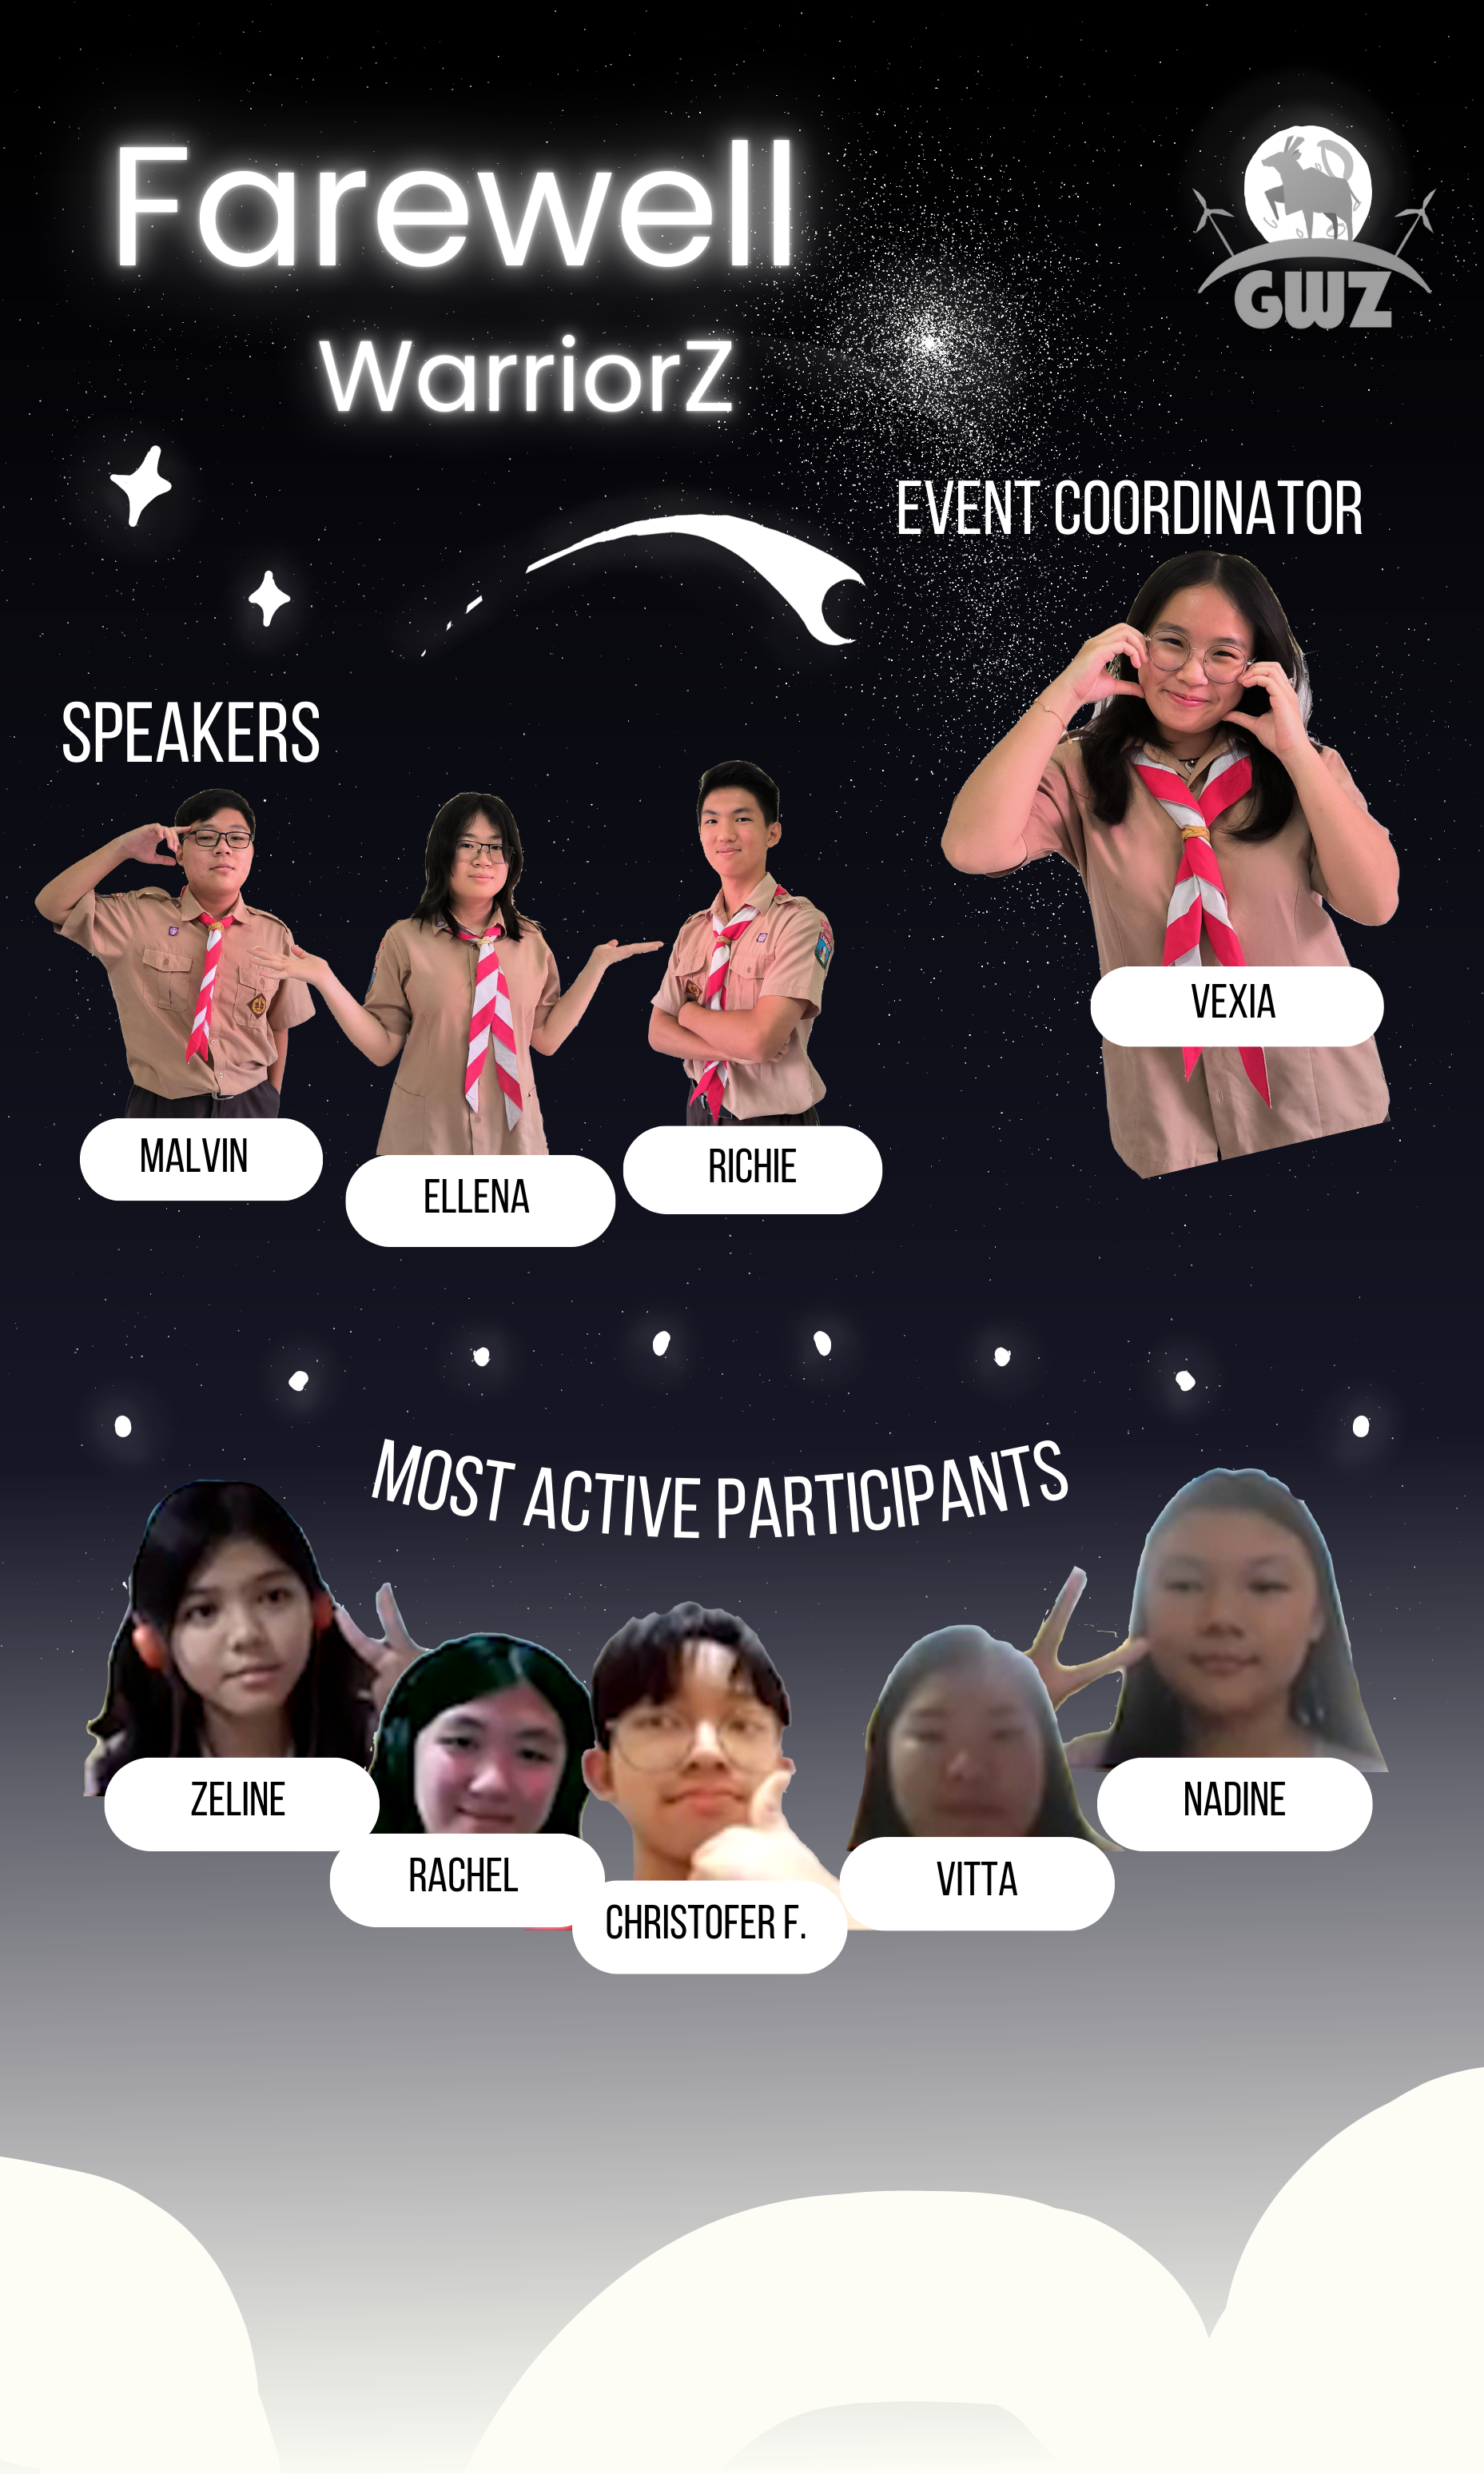 Farewell
WarriorZ
GWZ
EVENT COORDINATOR
VEXIA
SPEAKERS
MALVIN
ELLENA
RICHIE
MOST ACTIVE PARTICIPANTS
ZELINE
RACHEL
CHRISTOFER F.
VITTA
NADINE